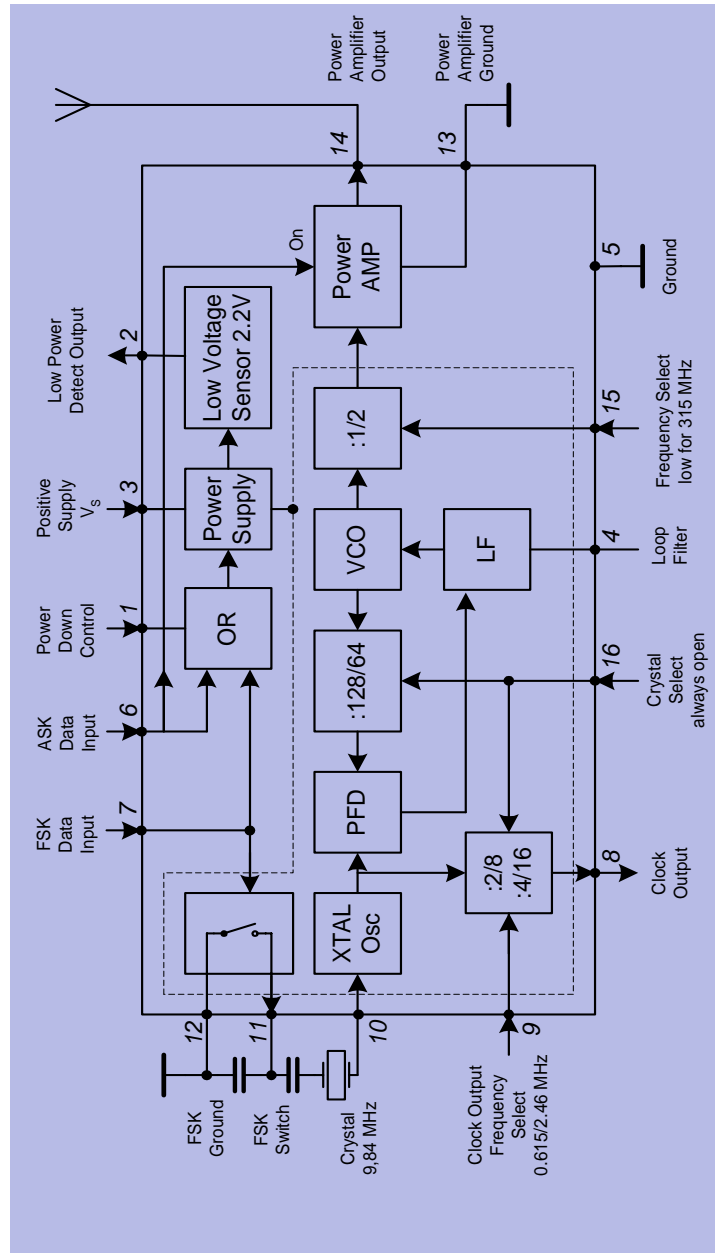 FSK
Data
Input
7
ASK
Data
Input
6
Power
Down
Control
1
Positive
Supply
VS
3
Low Power
Detect Output
2
12
FSK
Ground
11
FSK
Switch
OR
Power
Supply
Low Voltage
Sensor 2.2V
On
10
Crystal
9,84 MHz
XTAL
Osc
PFD
:128/64
VCO
:1/2
Power
AMP
14
Power
Amplifier
Output
13
Power
Amplifier
Ground
LF
9
Clock Output
Frequency
Select
0.615/2.46 MHz
:2/8
:4/16
8
Clock
Output
16
Crystal
Select
always open
4
Loop
Filter
15
Frequency Select
low for 315 MHz
5
Ground